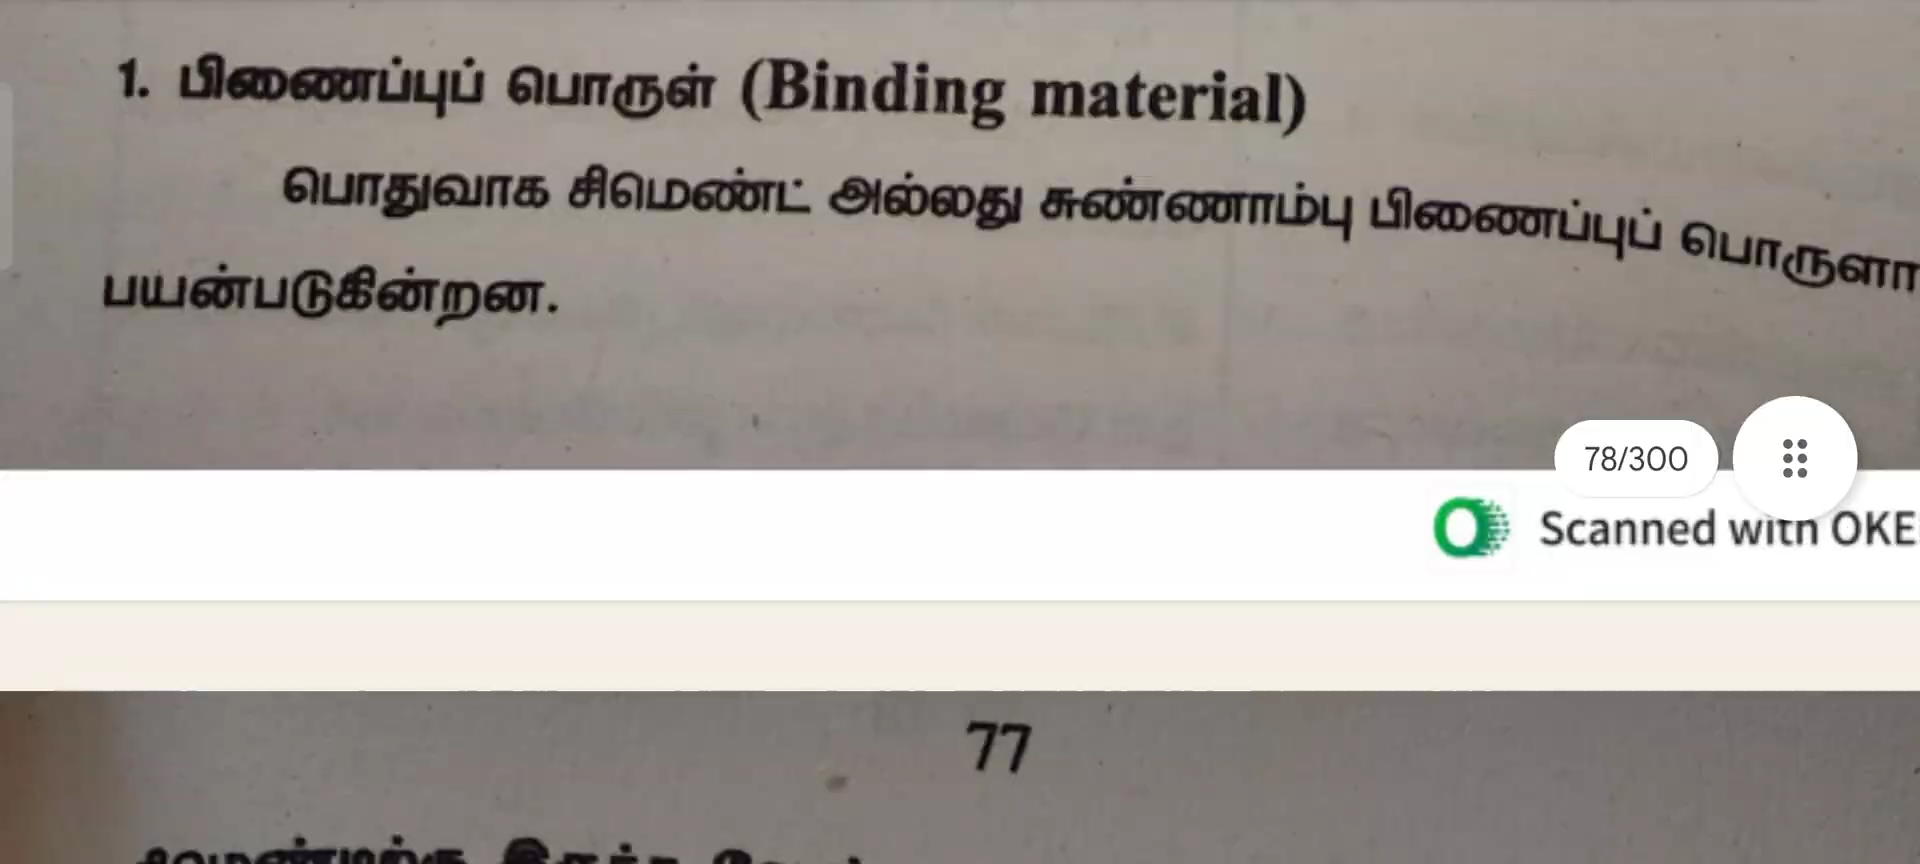 1. பிணைப்புப் பொருள் (Binding material)
பொதுவாக சிமெண்ட் அல்லது சுண்ணாம்பு பிணைப்புப் பொருளா
பயன்படுகின்றன.
78/300
Scanned with OKE
77